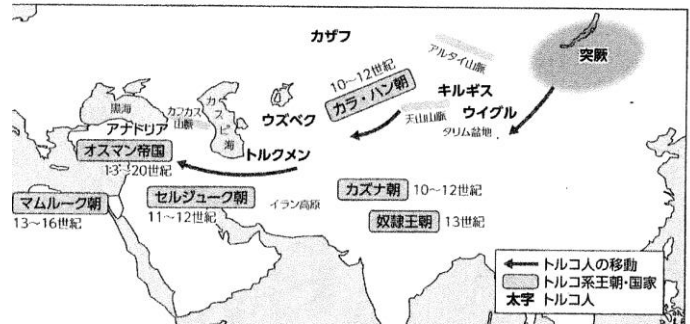 カザフ
アルタイ山脈
突厥
10〜12世紀
カラ・ハン朝
キルギス
ウイグル
天山山脈
タリム盆地
黒海
カフカス
山脈
カスピ海
ウズベク
アナドリア
オスマン帝国
13〜20世紀
トルクメン
マムルーク朝
13〜16世紀
セルジューク朝
11〜12世紀
イラン高原
カズナ朝
10〜12世紀
奴隷王朝
13世紀
トルコ人の移動
トルコ系王朝・国家
太字 トルコ人